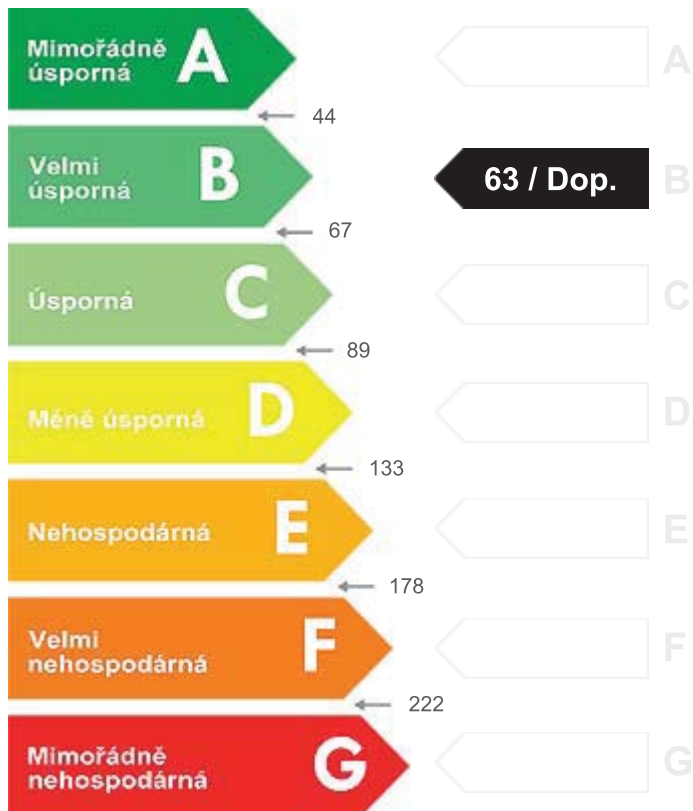 Mimořádně
úsporná
A
A
44
Velmi
úsporná
B
63 / Dop.
B
67
Úsporná
C
C
89
Méně úsporná
D
D
133
Nehospodárná
E
E
178
Velmi
nehospodárná
F
F
222
Mimořádně
nehospodárná
G
G